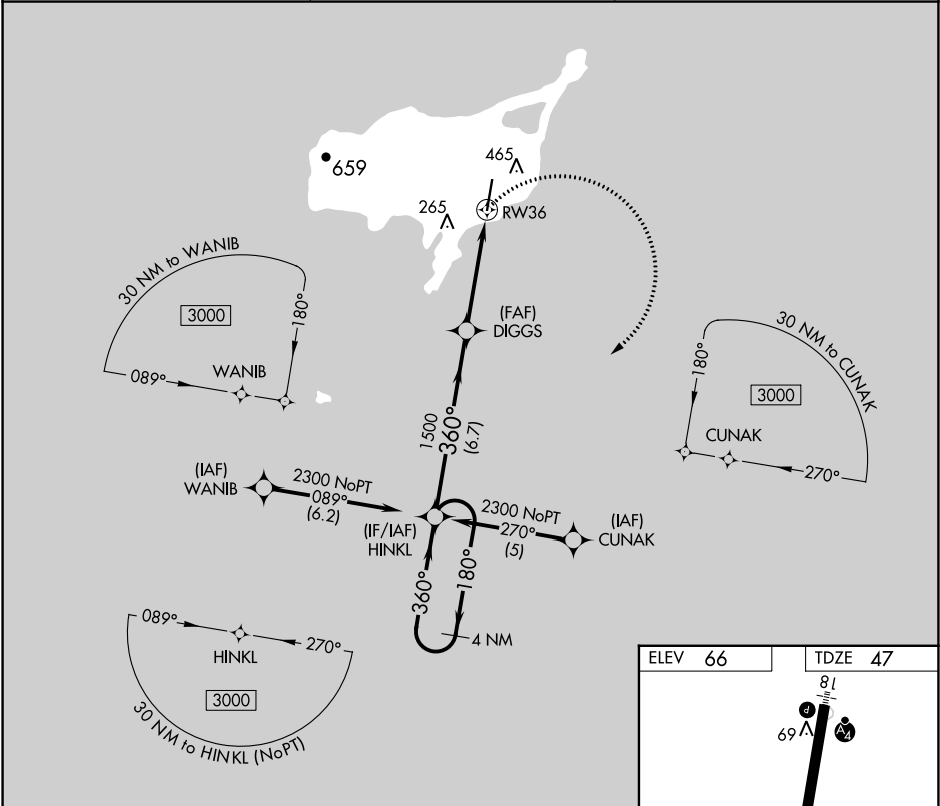 659
465
265
RW36
30 NM to WANIB
3000
180°
089°
WANIB
(FAF)
DIGGS
30 NM to CUNAK
180°
3000
CUNAK
270°
1500
360°
(6.7)
(IAF)
WANIB
2300 NoPT
089°
(6.2)
(IF/IAF)
HINKL
2300 NoPT
270°
(5)
(IAF)
CUNAK
360°
180°
4 NM
089°
270°
HINKL
3000
30 NM to HINKL (NoPT)
ELEV 66
TDZE 47
18
P
69
A4